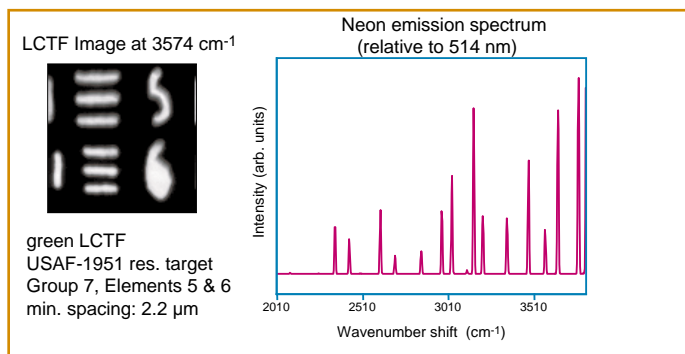 LCTF Image at 3574 cm-1
green LCTF
USAF-1951 res. target
Group 7, Elements 5 & 6
min. spacing: 2.2 µm
Neon emission spectrum
(relative to 514 nm)
Intensity (arb. units)
2010 2510 3010 3510
Wavenumber shift (cm-1)